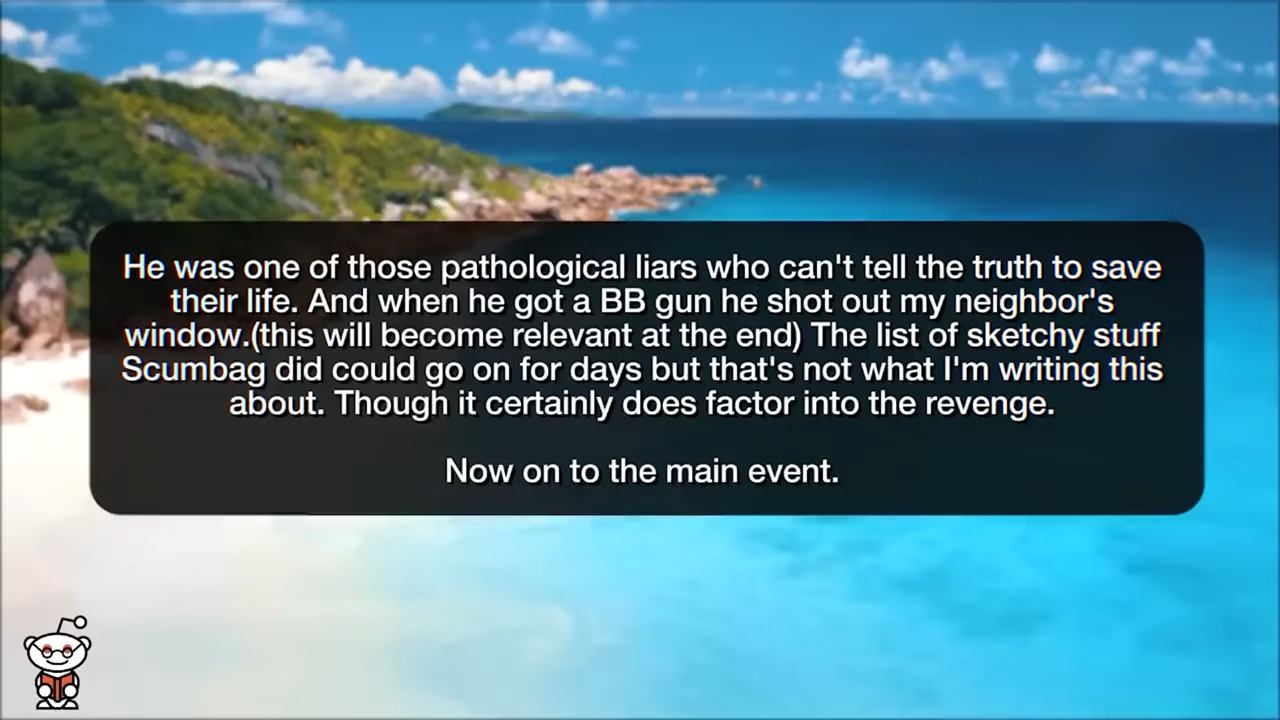 He was one of those pathological liars who can't tell the truth to save
their life. And when he got a BB gun he shot out my neighbor's
window.(this will become relevant at the end) The list of sketchy stuff
Scumbag did could go on for days but that's not what I'm writing this
about. Though it certainly does factor into the revenge.
Now on to the main event.